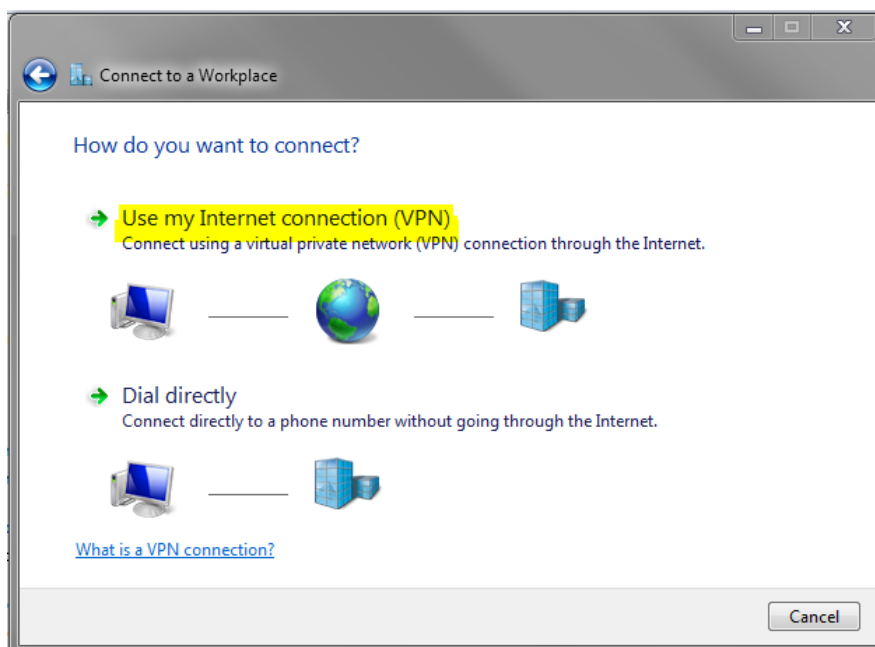 Connect to a Workplace
How do you want to connect?
Use my Internet connection (VPN)
Connect using a virtual private network (VPN) connection through the Internet.
Dial directly
Connect directly to a phone number without going through the Internet.
What is a VPN connection?
Cancel